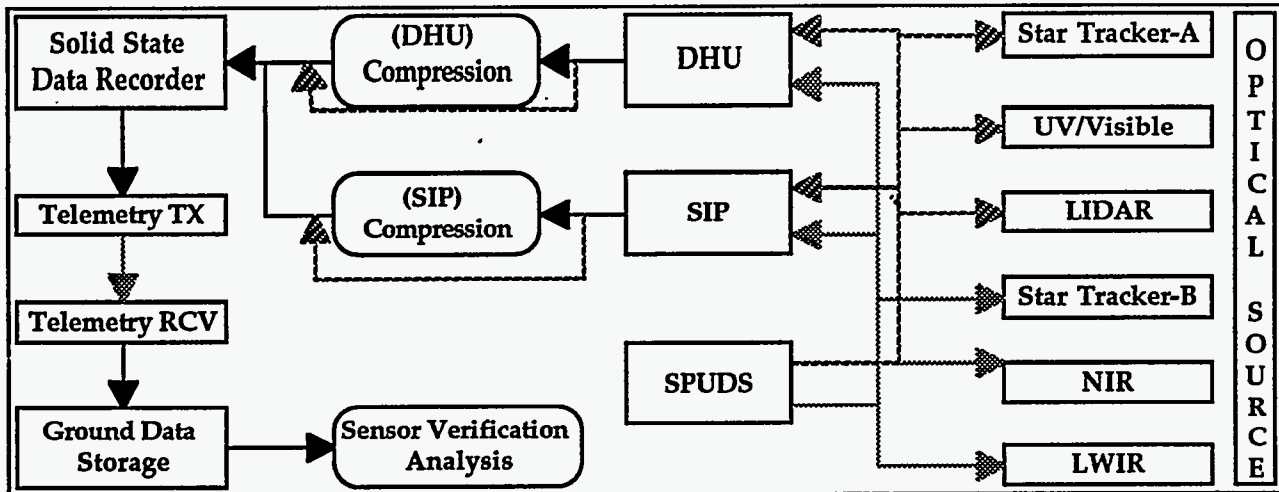 Solid State
Data Recorder
(DHU)
Compression
DHU
Star Tracker-A
UV/Visible
Telemetry TX
(SIP)
Compression
SIP
LIDAR
Star Tracker-B
Telemetry RCV
SPUDS
NIR
Ground Data
Storage
Sensor Verification
Analysis
LWIR
OPTICAL SOURCE